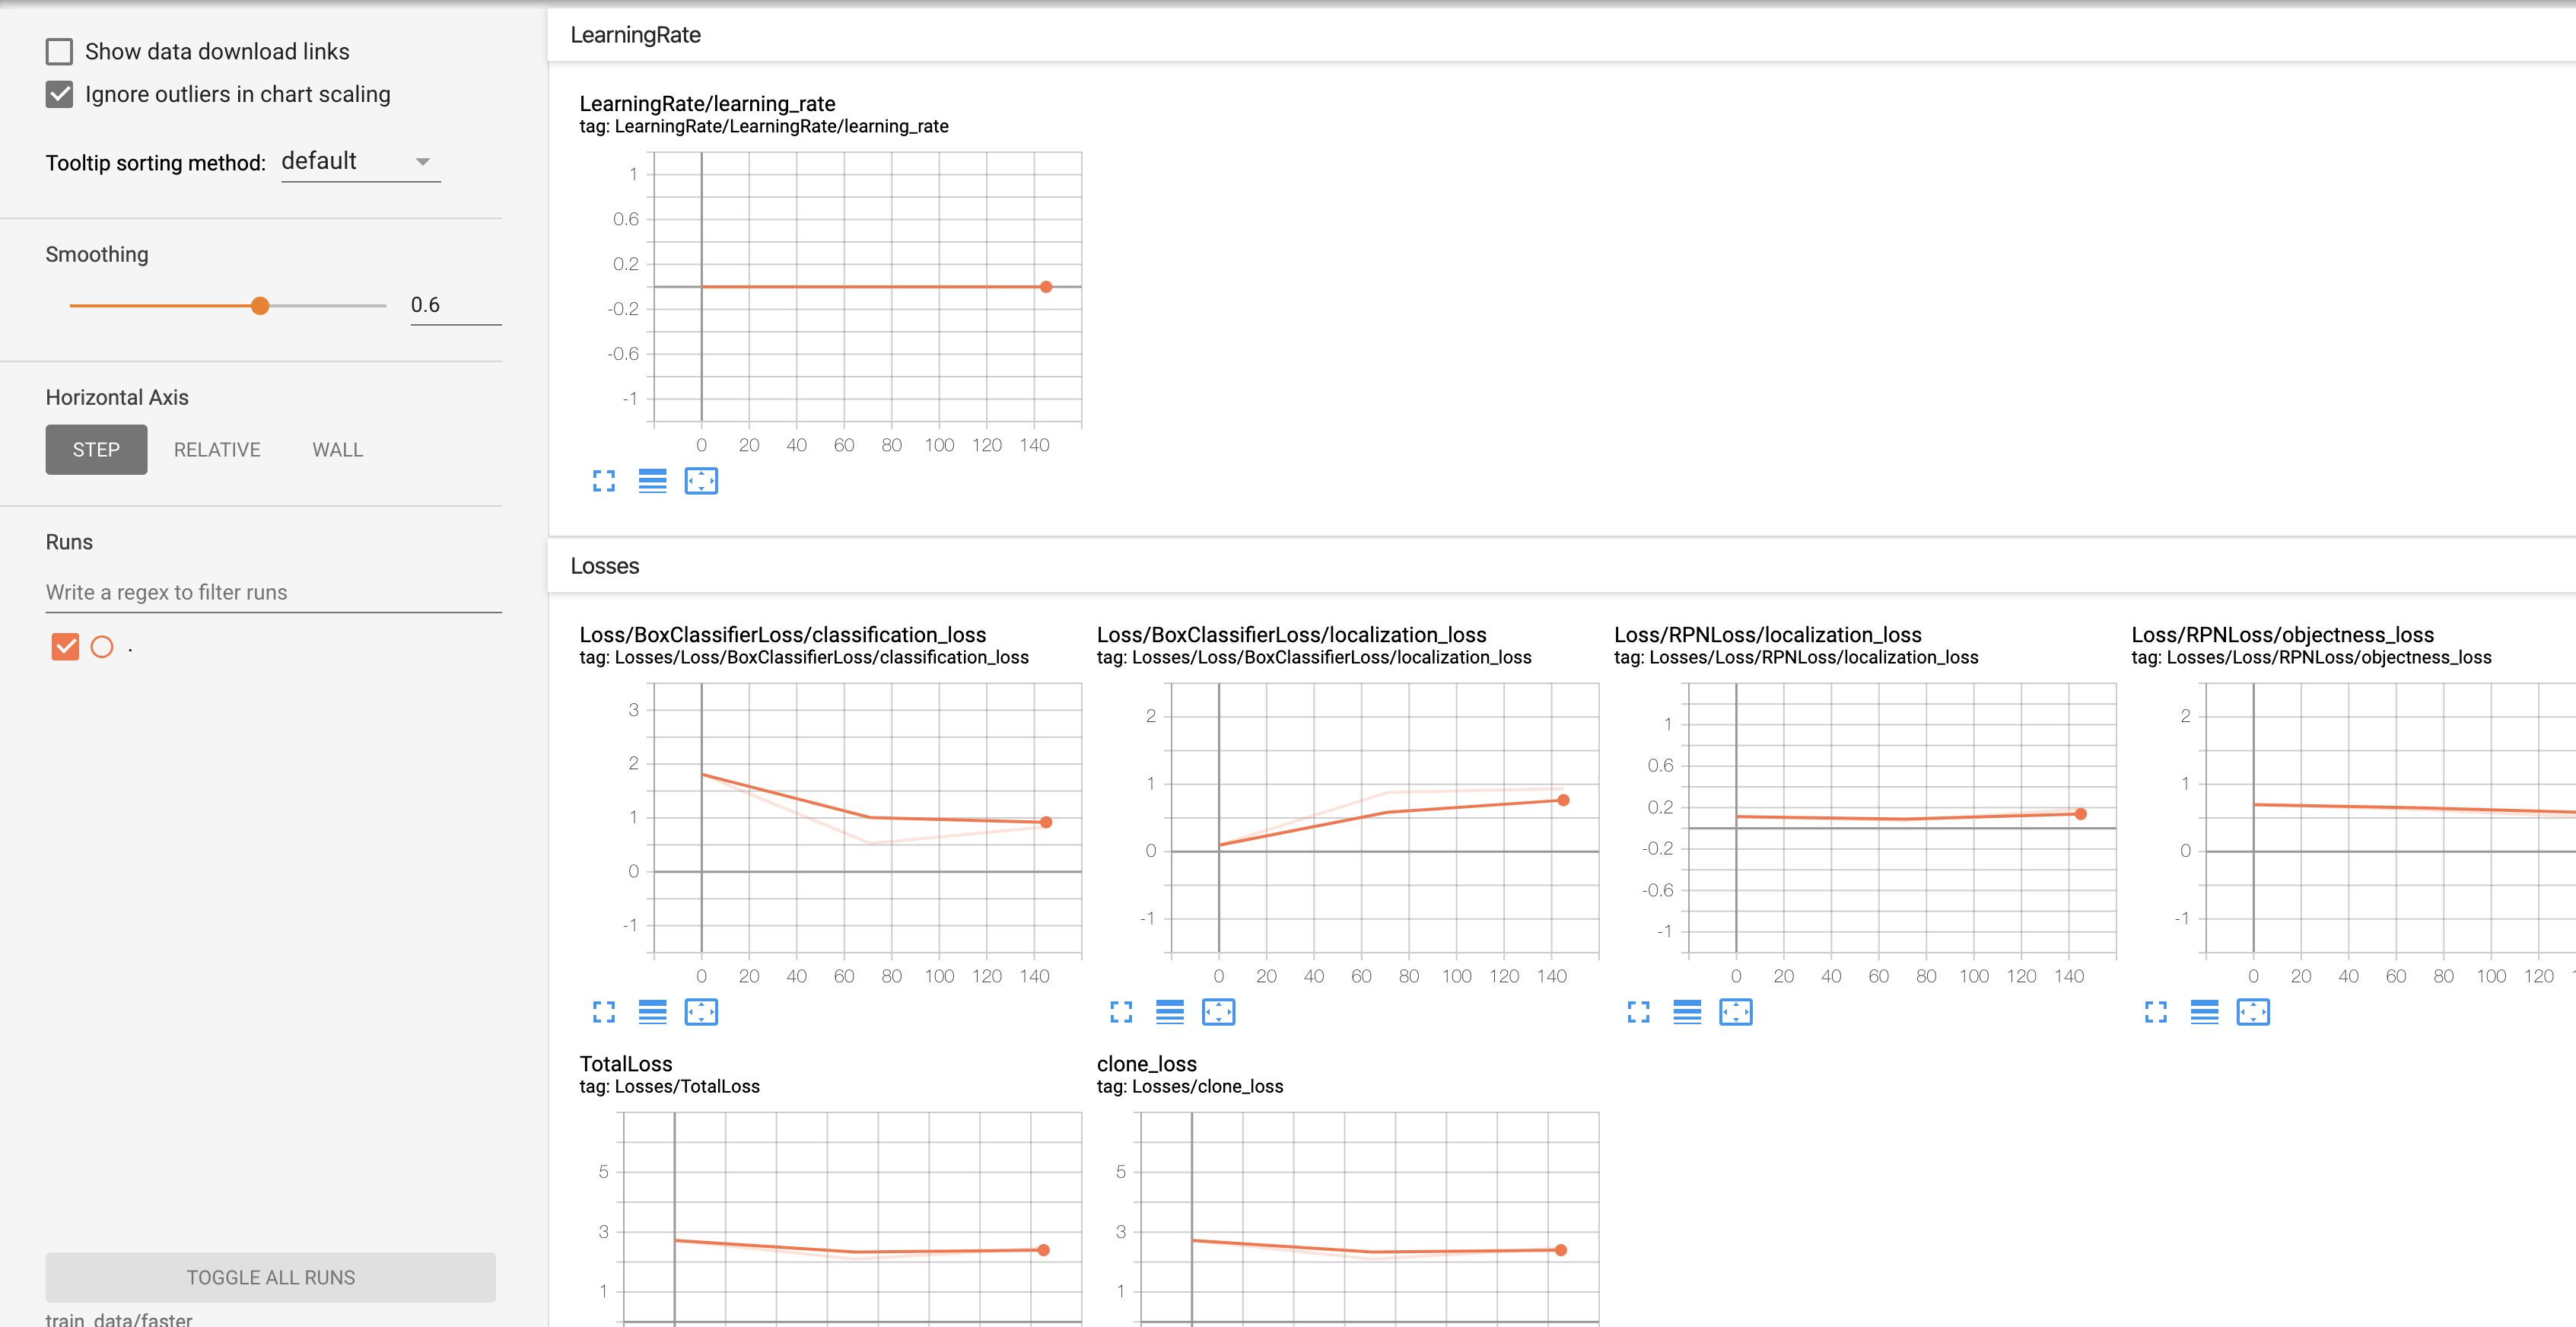 Show data download links
Ignore outliers in chart scaling
Tooltip sorting method: default
Smoothing
0.6
Horizontal Axis
STEP RELATIVE WALL
Runs
Write a regex to filter runs
.
TOGGLE ALL RUNS
train_data/faster
LearningRate
LearningRate/learning_rate
tag: LearningRate/LearningRate/learning_rate
1
0.6
0.2
-0.2
-0.6
-1
0 20 40 60 80 100 120 140
Losses
Loss/BoxClassifierLoss/classification_loss
tag: Losses/Loss/BoxClassifierLoss/classification_loss
3
2
1
0
-1
0 20 40 60 80 100 120 140
Loss/BoxClassifierLoss/localization_loss
tag: Losses/Loss/BoxClassifierLoss/localization_loss
2
1
0
-1
0 20 40 60 80 100 120 140
Loss/RPNLoss/localization_loss
tag: Losses/Loss/RPNLoss/localization_loss
1
0.6
0.2
-0.2
-0.6
-1
0 20 40 60 80 100 120 140
Loss/RPNLoss/objectness_loss
tag: Losses/Loss/RPNLoss/objectness_loss
2
1
0
-1
0 20 40 60 80 100 120
TotalLoss
tag: Losses/TotalLoss
5
3
1
clone_loss
tag: Losses/clone_loss
5
3
1